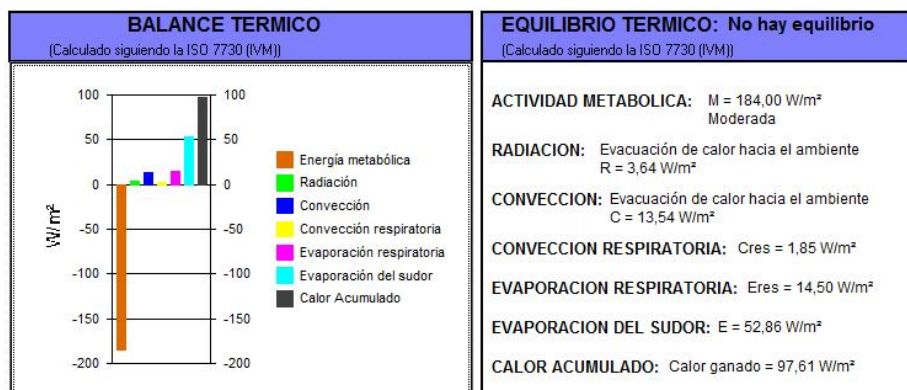 BALANCE TERMICO
(Calculado siguiendo la ISO 7730 (IVM))
100
50
0
-50
-100
-150
-200
100
50
0
-50
-100
-150
-200
W/m²
Energía metabólica
Radiación
Convección
Convección respiratoria
Evaporación respiratoria
Evaporación del sudor
Calor Acumulado
EQUILIBRIO TERMICO: No hay equilibrio
(Calculado siguiendo la ISO 7730 (IVM))
ACTIVIDAD METABOLICA: M = 184,00 W/m²
Moderada
RADIACION: Evacuación de calor hacia el ambiente
R = 3,64 W/m²
CONVECCION: Evacuación de calor hacia el ambiente
C = 13,54 W/m²
CONVECCION RESPIRATORIA: Cres = 1,85 W/m²
EVAPORACION RESPIRATORIA: Eres = 14,50 W/m²
EVAPORACION DEL SUDOR: E = 52,86 W/m²
CALOR ACUMULADO: Calor ganado = 97,61 W/m²